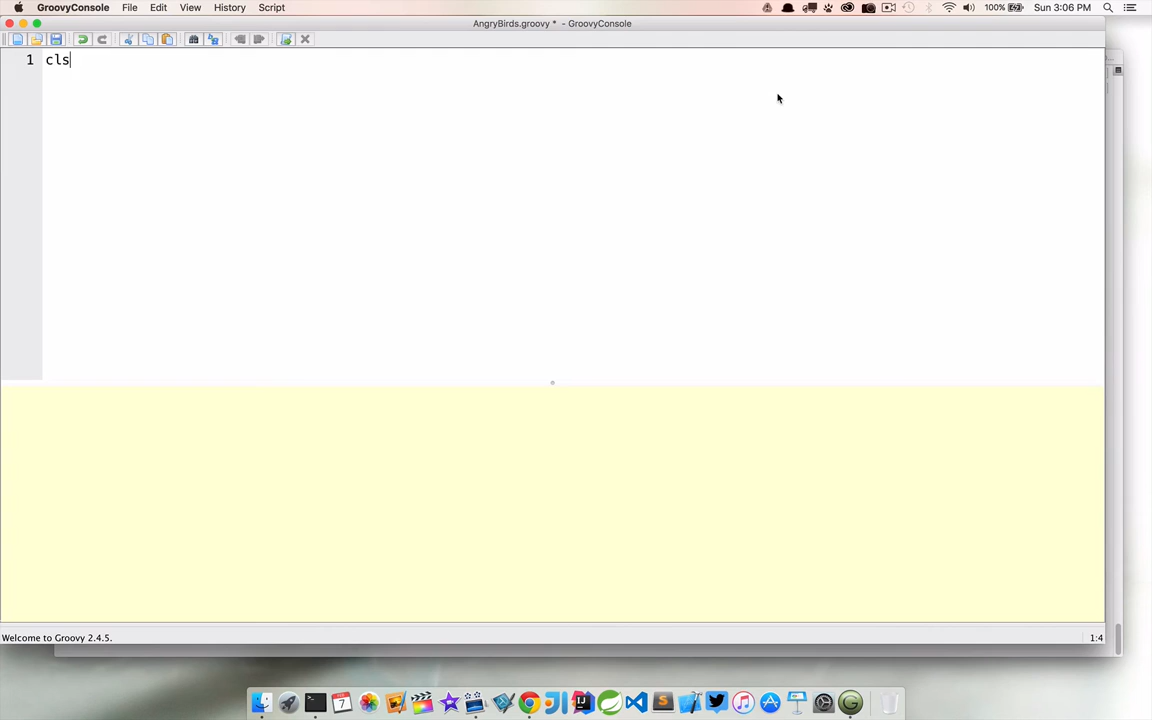 GroovyConsole File Edit View History Script 100% Sun 3:06 PM
AngryBirds.groovy * - GroovyConsole
1 cls
Welcome to Groovy 2.4.5. 1:4